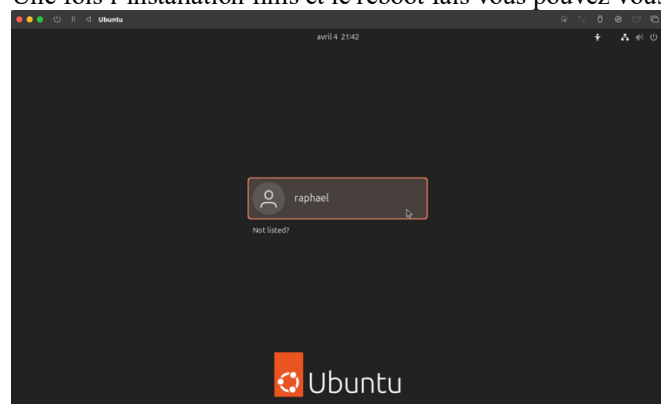 Une fois l'installation finis et le reboot fais vous pouvez vous
Ubuntu
avril 4 21:42
raphael
Not listed?
Ubuntu